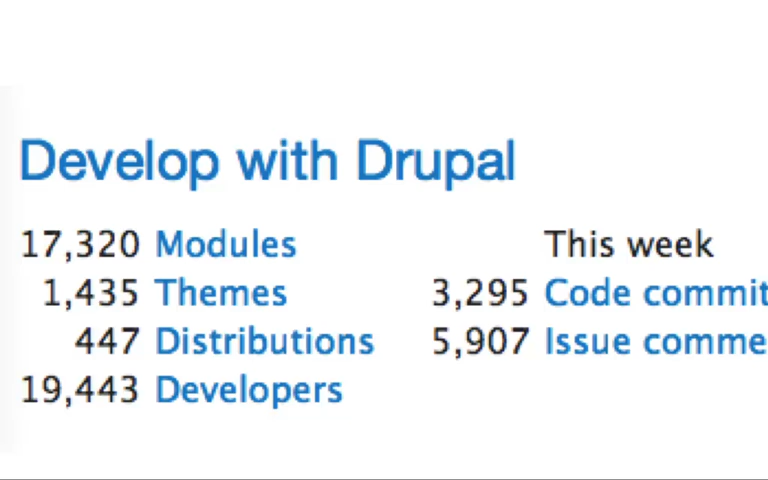 Develop with Drupal
17,320 Modules
This week
1,435 Themes
3,295 Code commit
447 Distributions
5,907 Issue comme
19,443 Developers